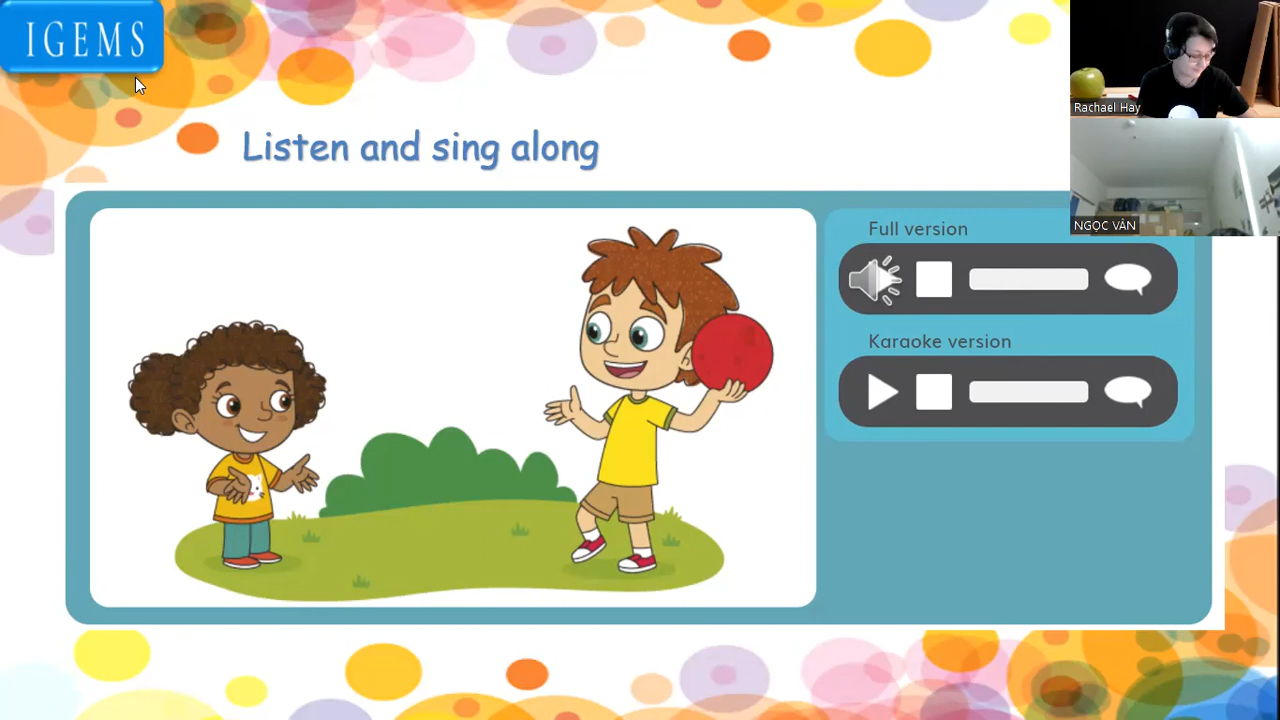 IGEMS
Rachael Hay
Listen and sing along
NGỌC VÂN
Full version
Karaoke version